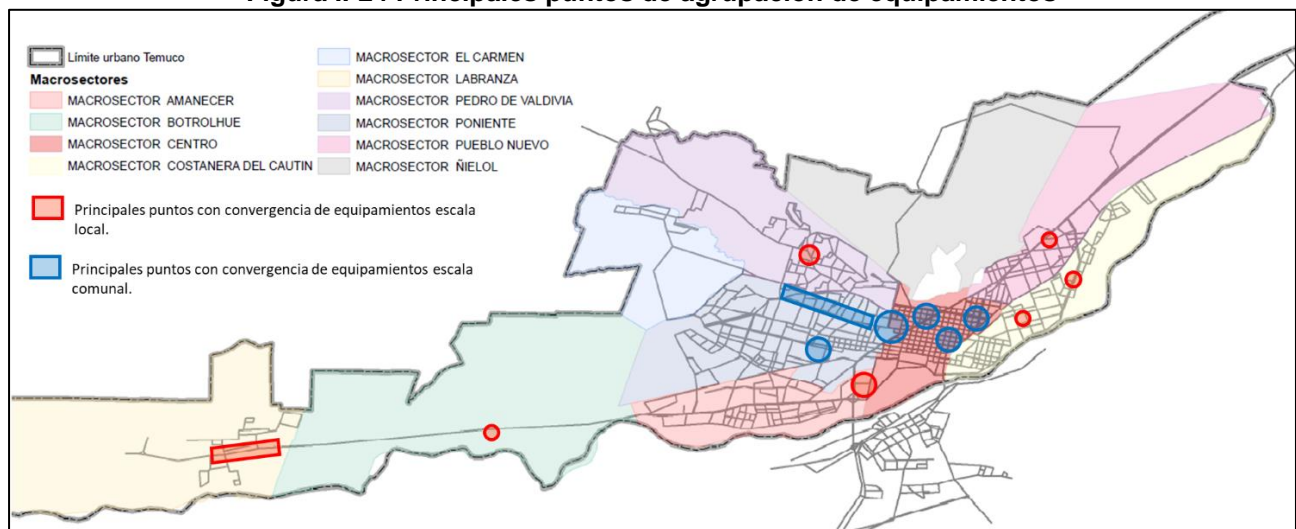 Figura II-24 Principales puntos de agrupación de equipamientos
Límite urbano Temuco
Macrosectores
MACROSECTOR AMANECER
MACROSECTOR BOTROLHUE
MACROSECTOR CENTRO
MACROSECTOR COSTANERA DEL CAUTIN
MACROSECTOR EL CARMEN
MACROSECTOR LABRANZA
MACROSECTOR PEDRO DE VALDIVIA
MACROSECTOR PONIENTE
MACROSECTOR PUEBLO NUEVO
MACROSECTOR ÑIELOL
Principales puntos con convergencia de equipamientos escala
local.
Principales puntos con convergencia de equipamientos escala
comunal.